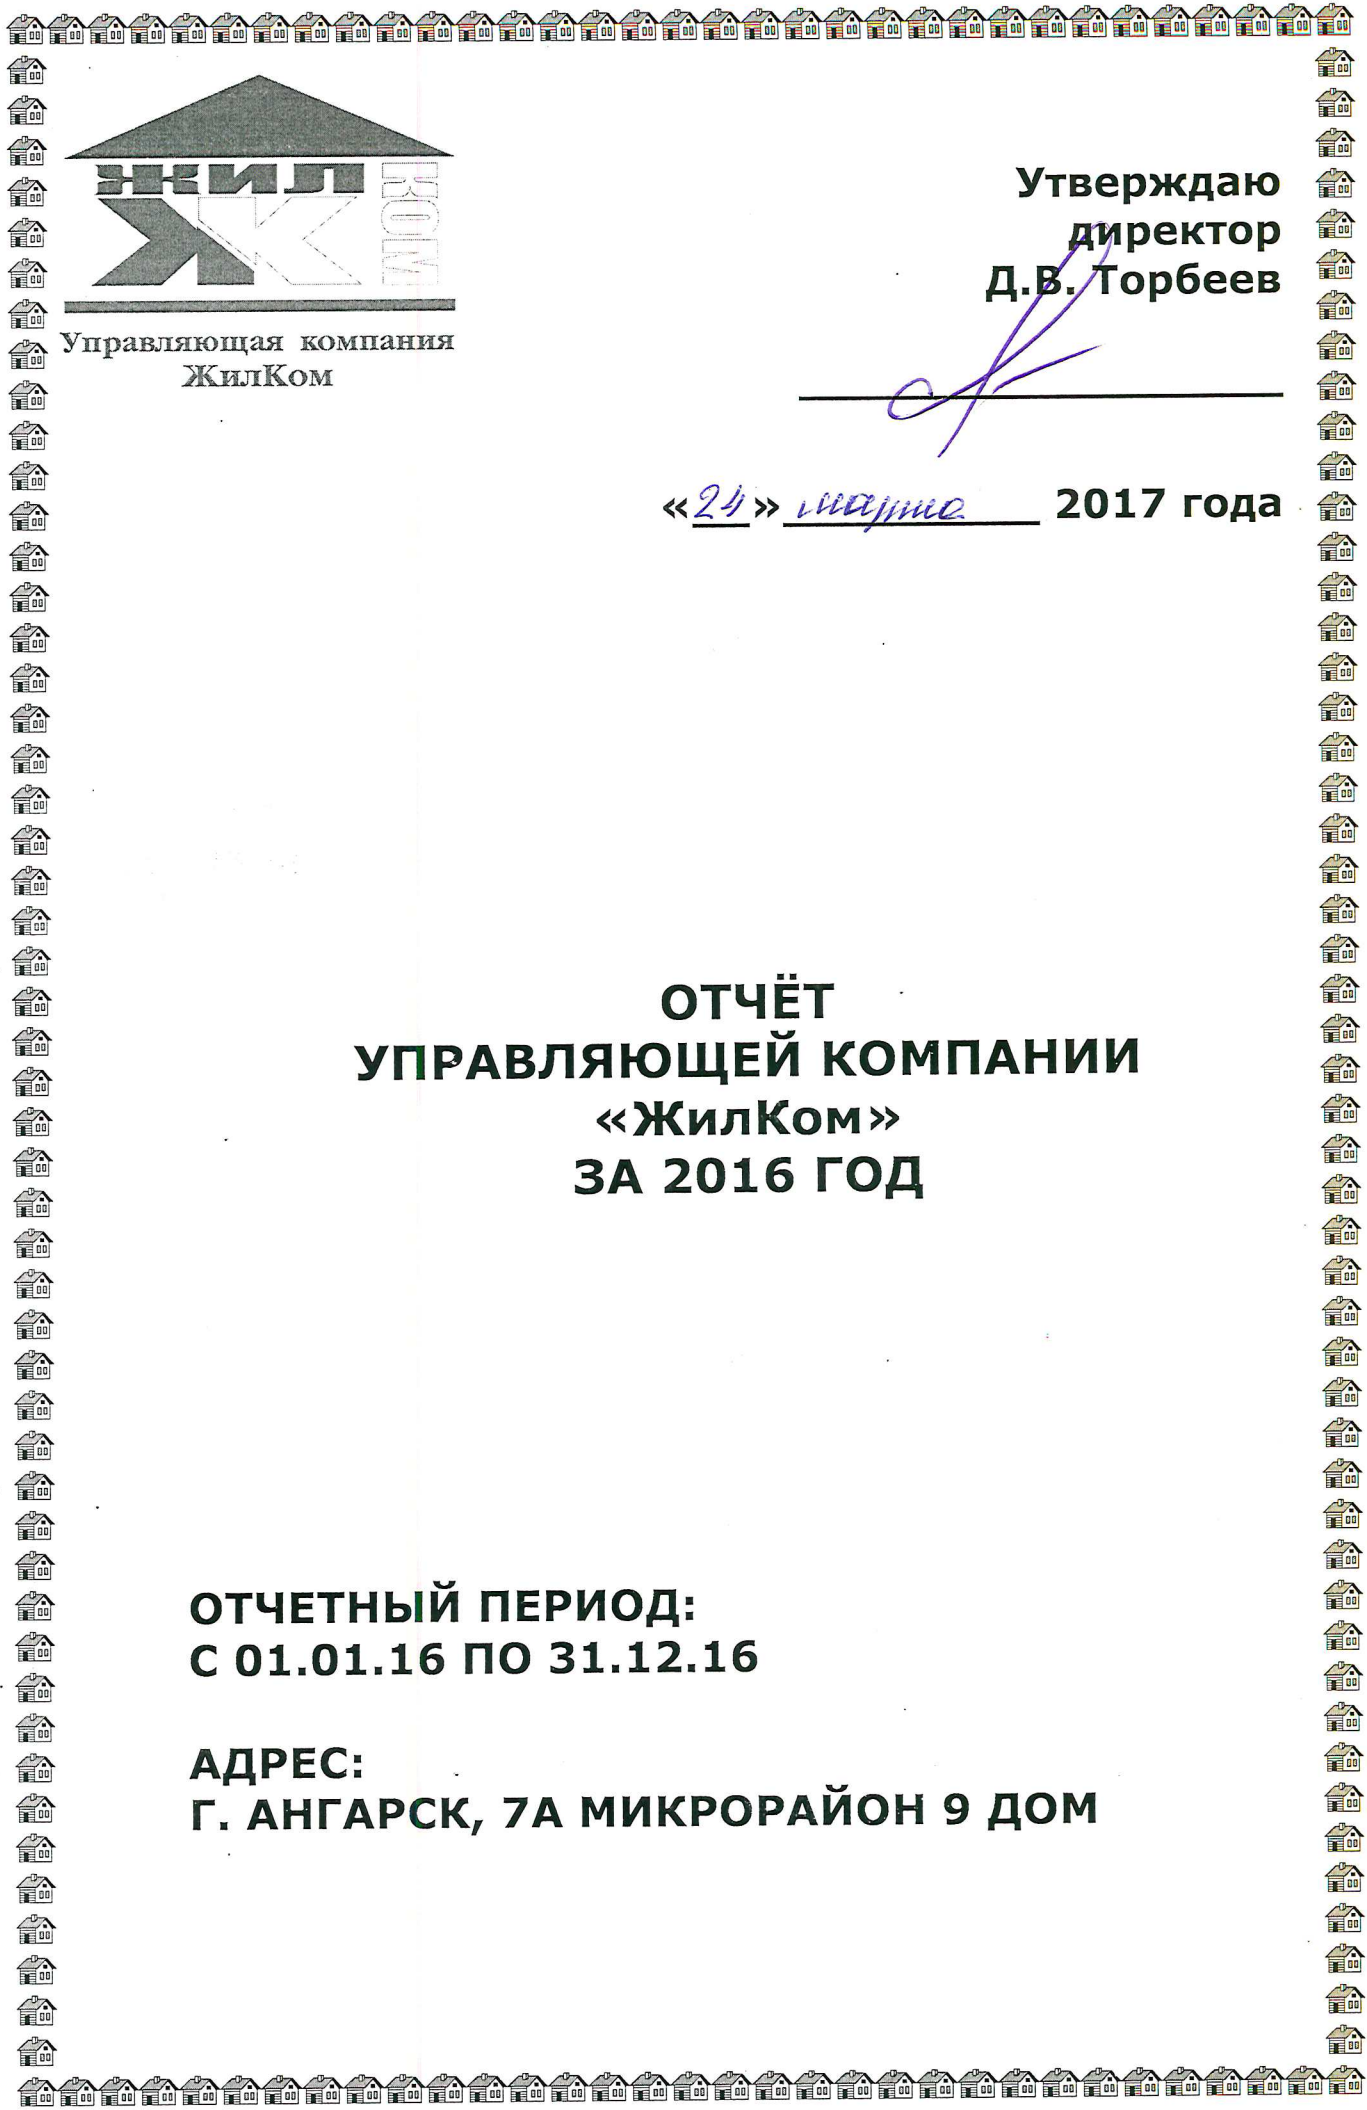 ЖИЛ
КОМ
ЖК
Управляющая компания
ЖилКом
Утверждаю
директор
Д.В. Торбеев
«24» марта 2017 года
ОТЧЁТ
УПРАВЛЯЮЩЕЙ КОМПАНИИ
«ЖилКом»
ЗА 2016 ГОД
ОТЧЕТНЫЙ ПЕРИОД:
С 01.01.16 ПО 31.12.16
АДРЕС:
Г. АНГАРСК, 7А МИКРОРАЙОН 9 ДОМ